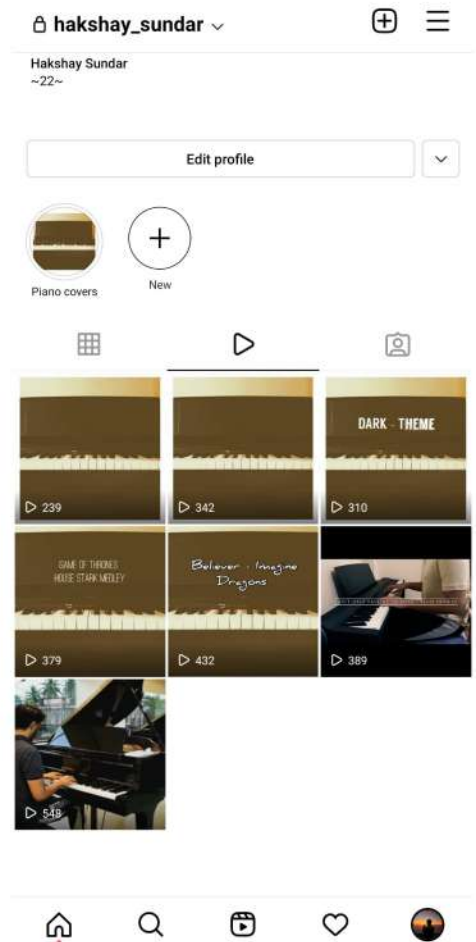 hakshay_sundar
Hakshay Sundar
~22~
Edit profile
Piano covers
New
239
342
DARK - THEME
310
GAME OF THRONES
HOUSE STARK MEDLEY
379
Believer - Imagine
Dragons
432
389
548